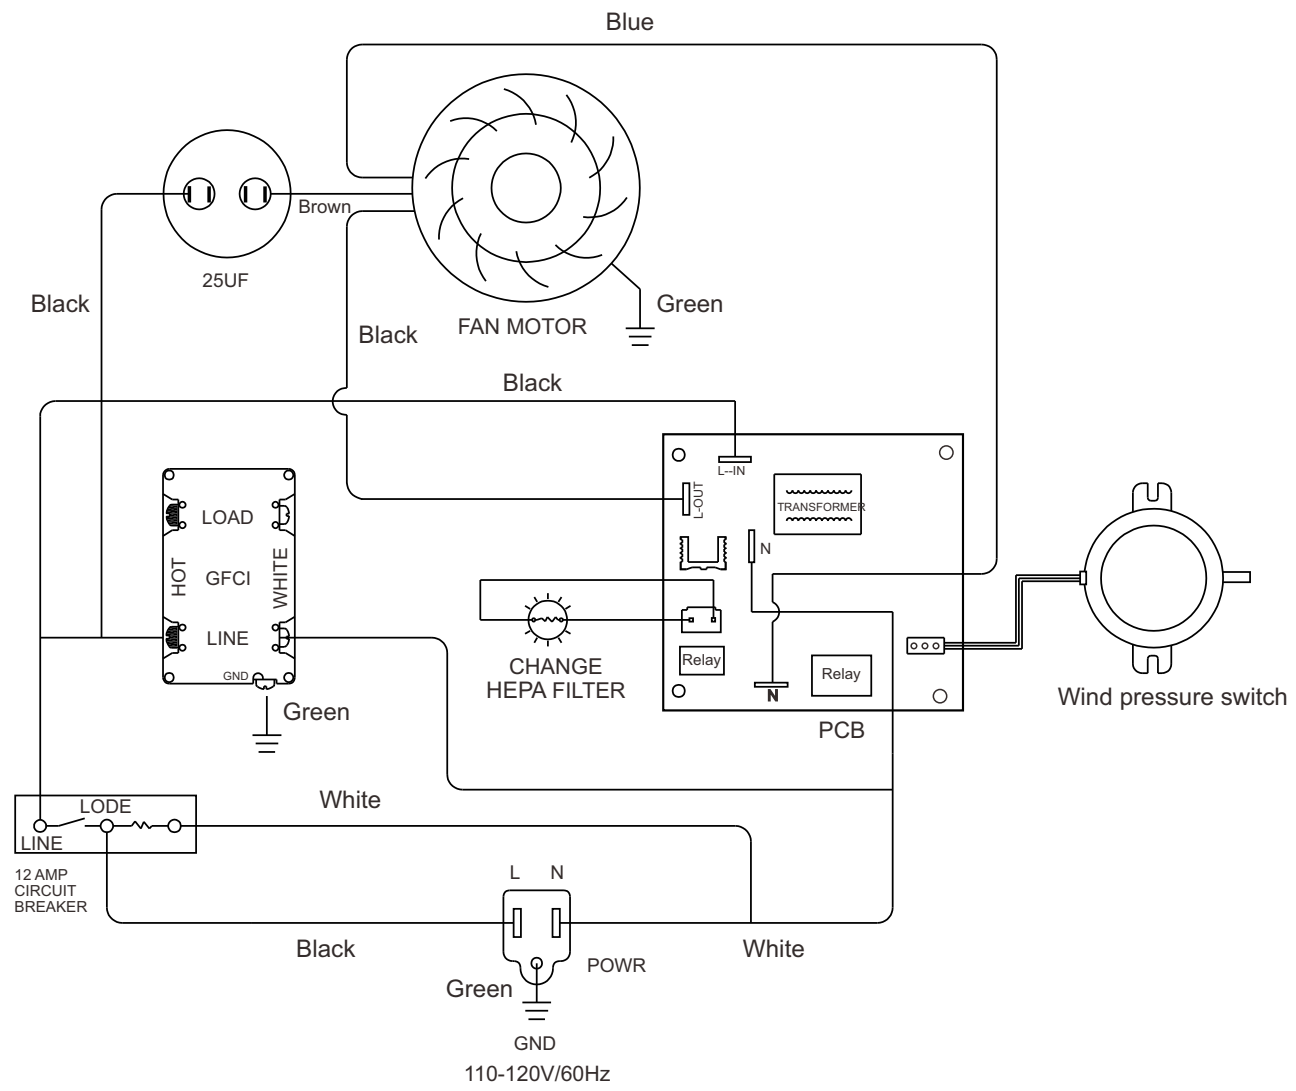 Blue
Brown
25UF
Black
Green
FAN MOTOR
Black
Black
L--IN
L-OUT
TRANSFORMER
LOAD
N
HOT
GFCI
WHITE
LINE
CHANGE
HEPA FILTER
Relay
Relay
N
GND
Green
PCB
Wind pressure switch
LODE
LINE
White
12 AMP
CIRCUIT
BREAKER
L
N
Black
White
POWR
Green
GND
110-120V/60Hz